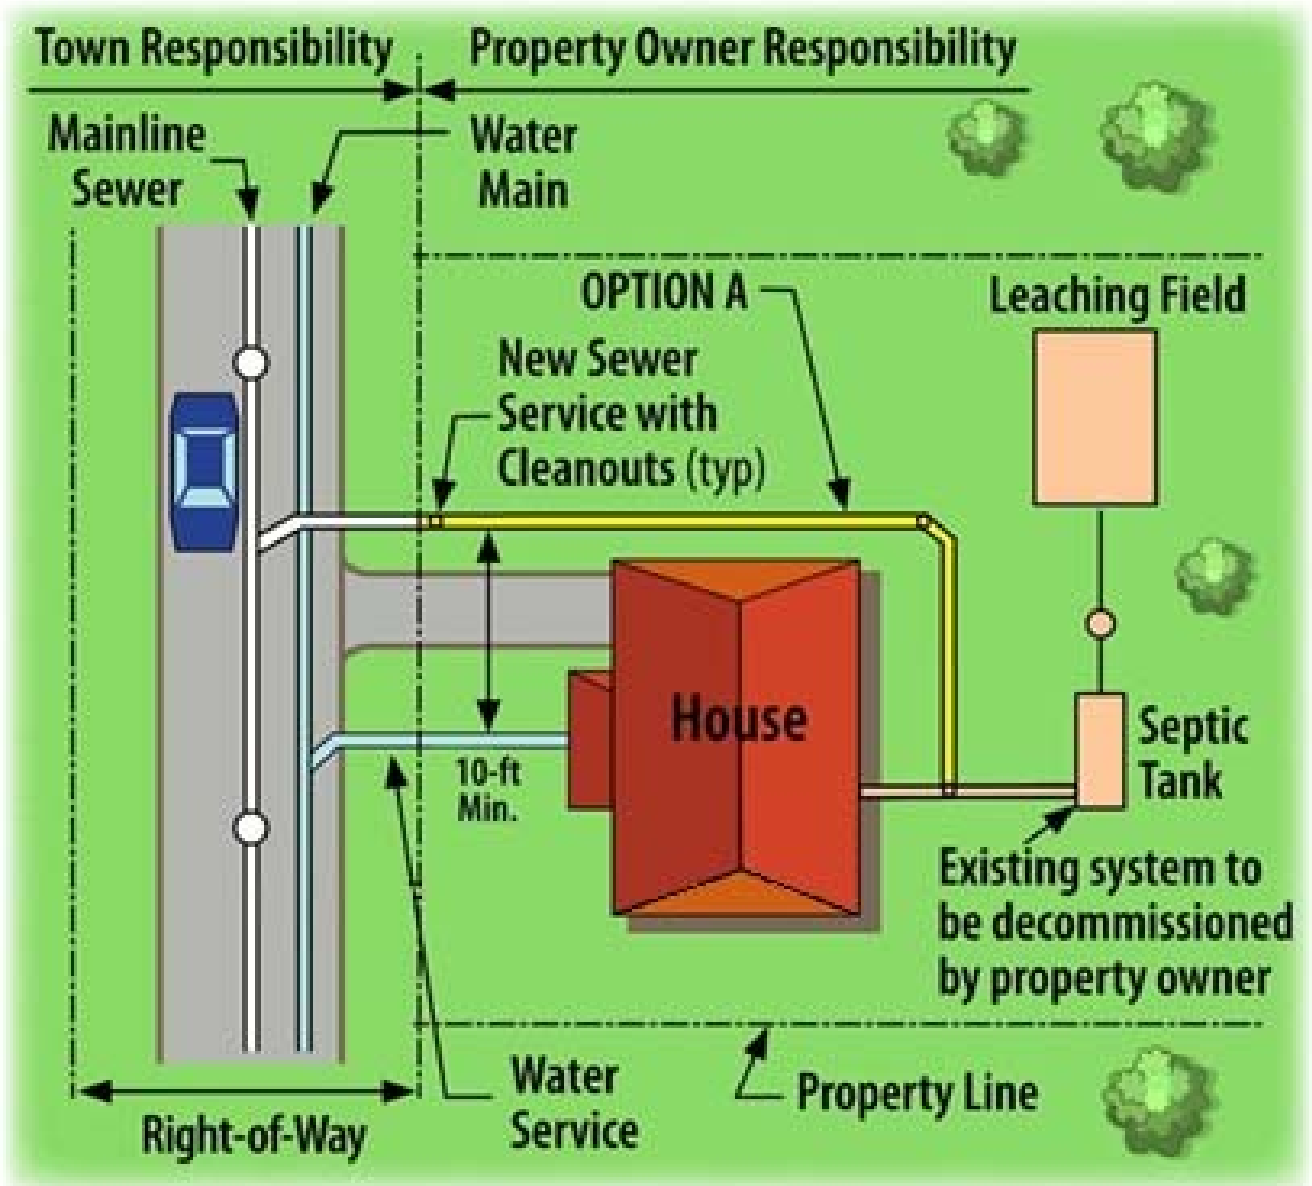 Town Responsibility
Property Owner Responsibility
Mainline
Sewer
Water
Main
OPTION A
Leaching Field
New Sewer
Service with
Cleanouts (typ)
House
Septic
Tank
10-ft
Min.
Existing system to
be decommissioned
by property owner
Water
Service
Property Line
Right-of-Way